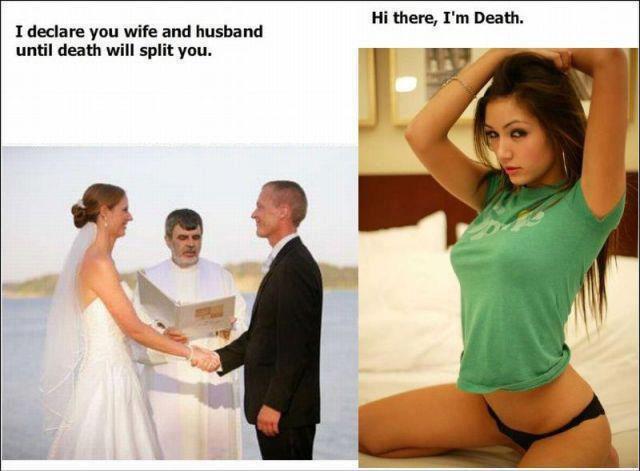 I declare you wife and husband
until death will split you.
Hi there, I'm Death.